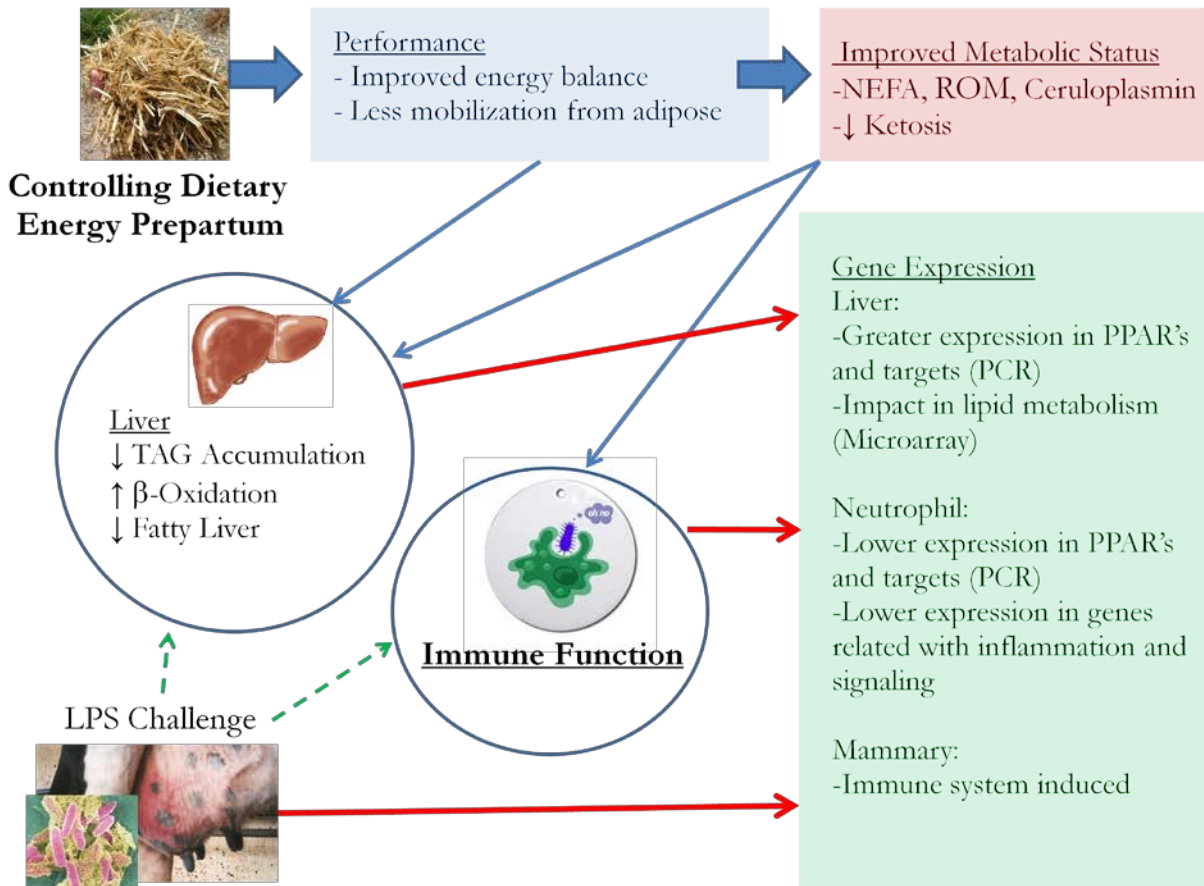 Controlling Dietary
Energy Prepartum
Performance
- Improved energy balance
- Less mobilization from adipose
Improved Metabolic Status
-NEFA, ROM, Ceruloplasmin
-↓ Ketosis
Liver
↓ TAG Accumulation
↑ β-Oxidation
↓ Fatty Liver
oh no
Immune Function
LPS Challenge
Gene Expression
Liver:
-Greater expression in PPAR's
and targets (PCR)
-Impact in lipid metabolism
(Microarray)
Neutrophil:
-Lower expression in PPAR's
and targets (PCR)
-Lower expression in genes
related with inflammation and
signaling
Mammary:
-Immune system induced